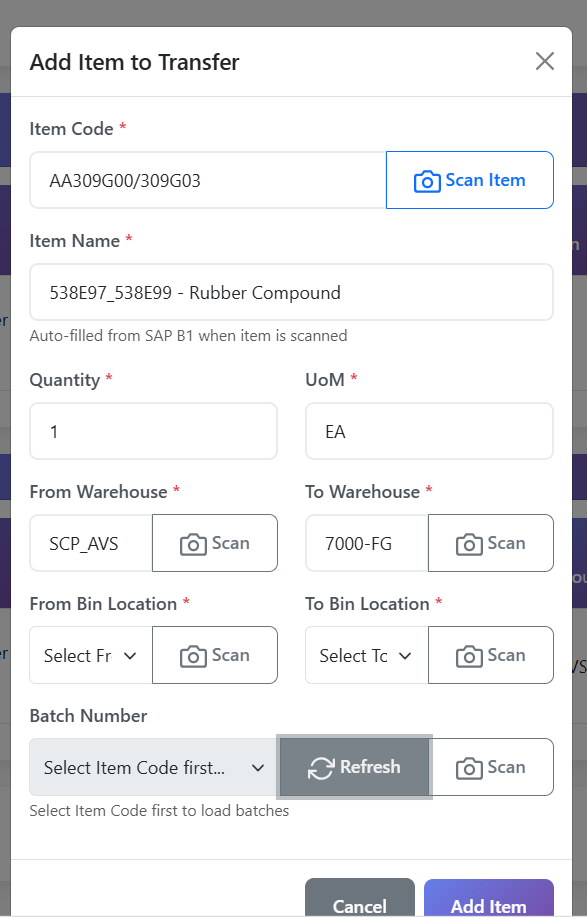 Add Item to Transfer
Item Code *
AA309G00/309G03
Scan Item
Item Name *
538E97_538E99 - Rubber Compound
Auto-filled from SAP B1 when item is scanned
Quantity *
UoM *
1
EA
From Warehouse *
To Warehouse *
SCP_AVS
Scan
7000-FG
Scan
From Bin Location *
To Bin Location *
Select Fr
Scan
Select To
Scan
Batch Number
Select Item Code first...
Refresh
Scan
Select Item Code first to load batches
Cancel
Add Item